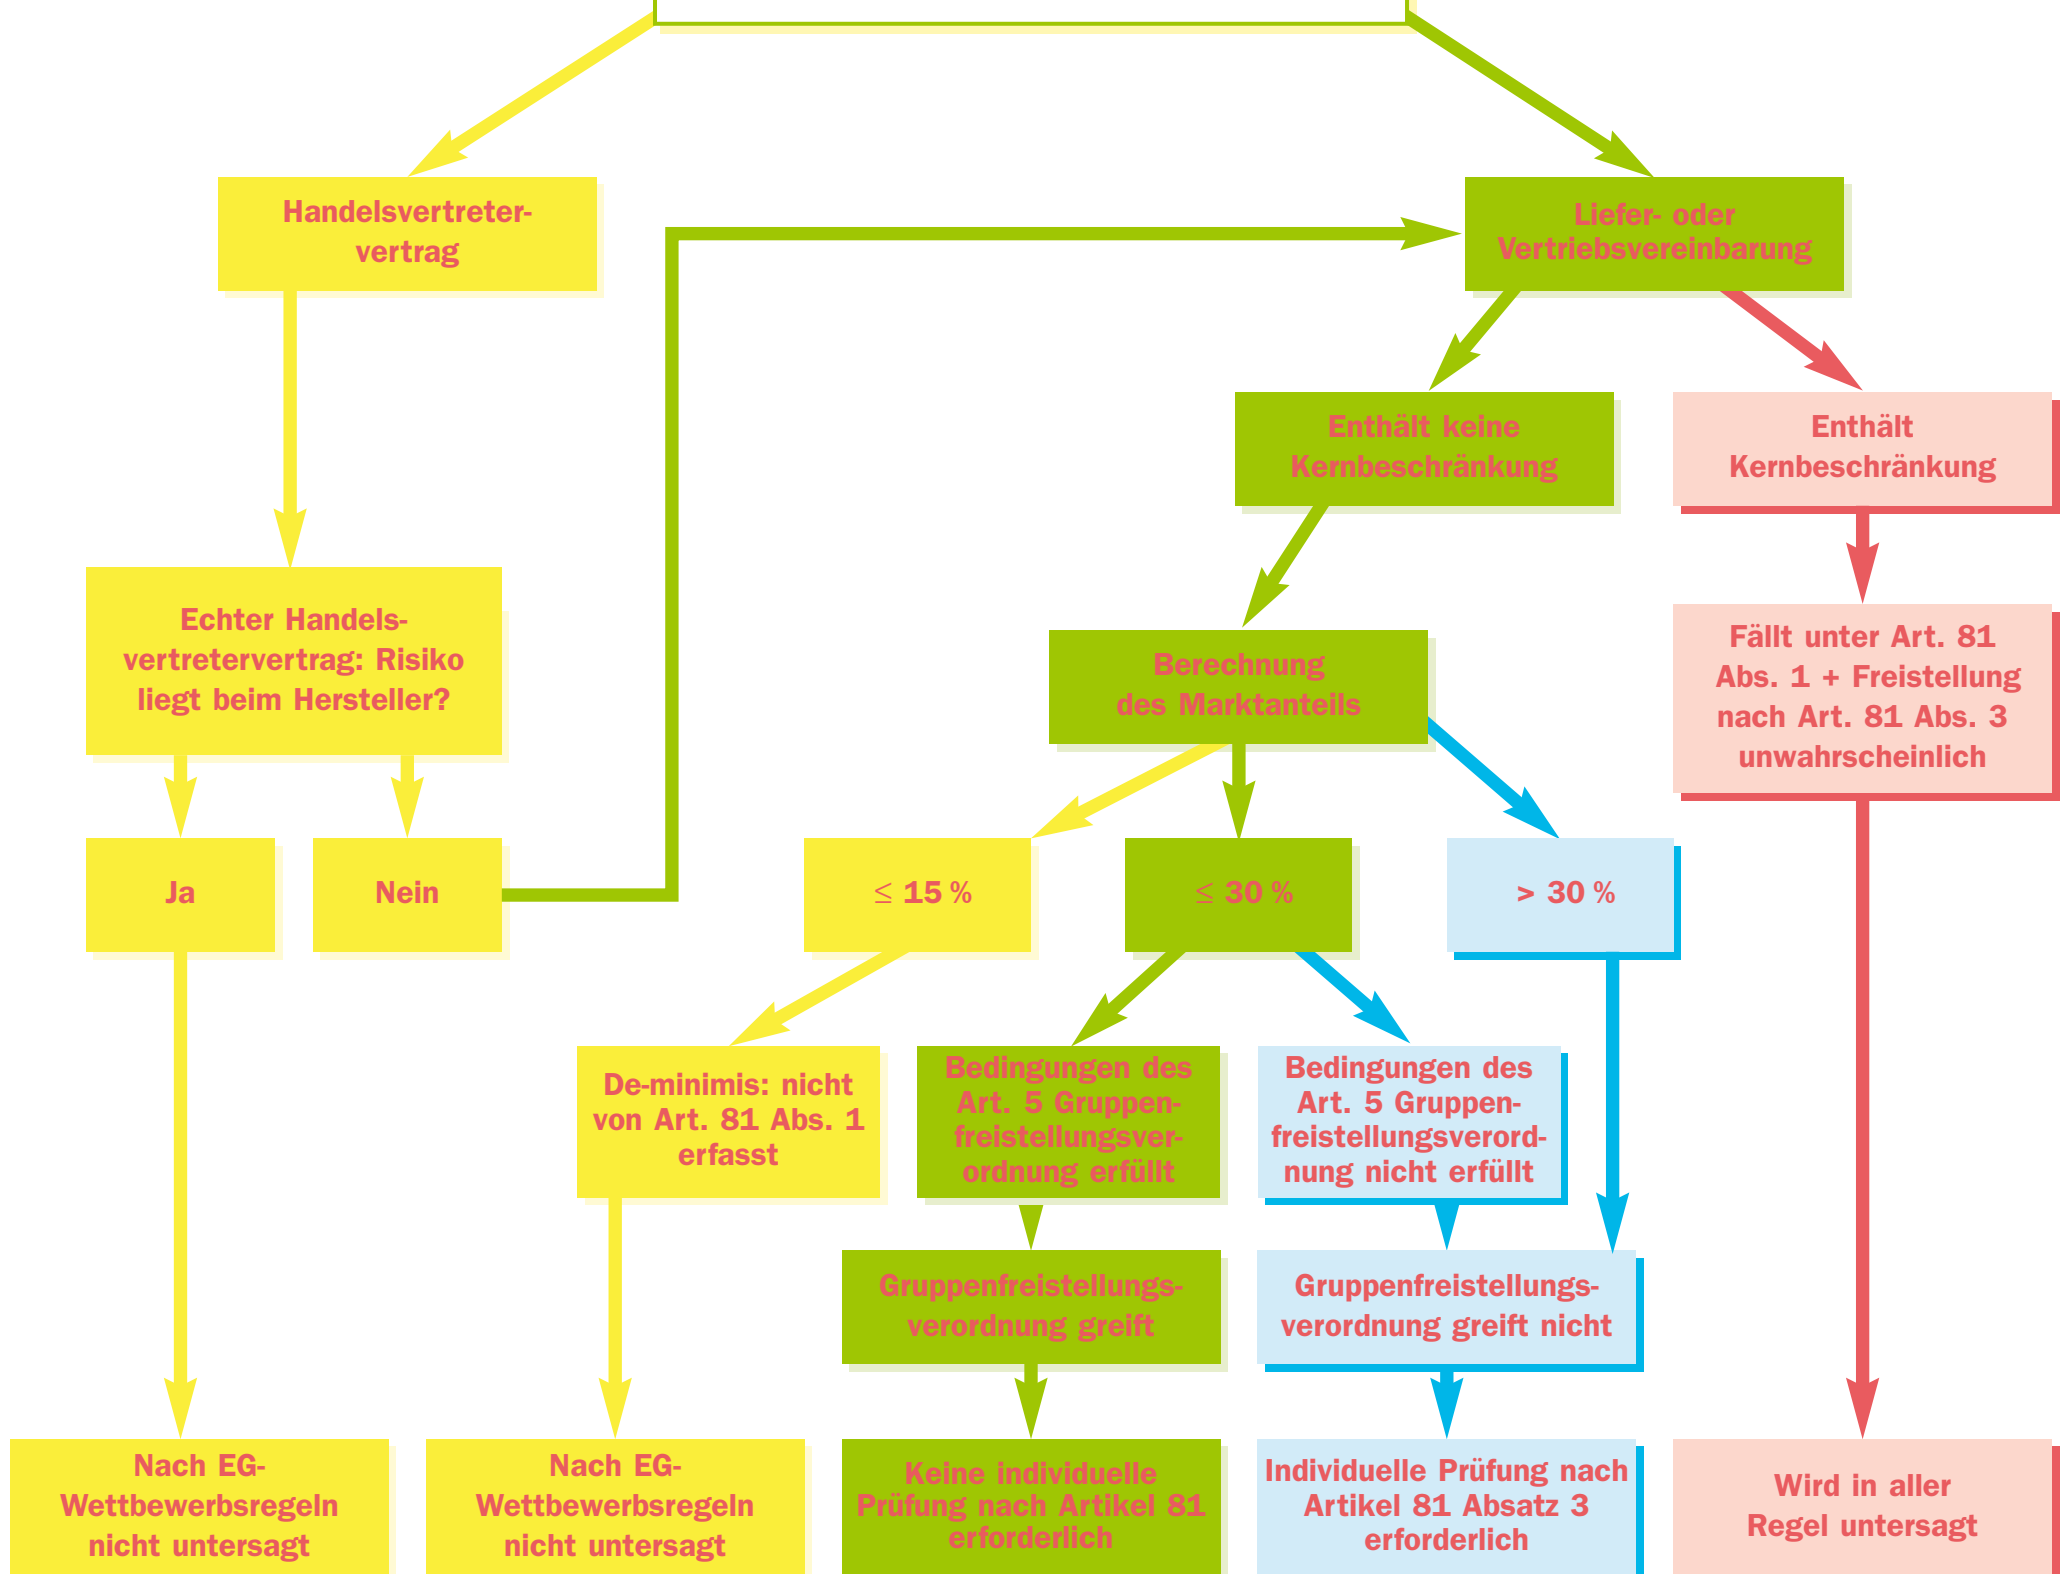 Handelsvertreter-
vertrag
Liefer- oder
Vertriebsvereinbarung
Enthält keine
Kernbeschränkung
Enthält
Kernbeschränkung
Echter Handels-
vertretervertrag: Risiko
liegt beim Hersteller?
Berechnung
des Marktanteils
Fällt unter Art. 81
Abs. 1 + Freistellung
nach Art. 81 Abs. 3
unwahrscheinlich
Ja
Nein
≤ 15 %
≤ 30 %
> 30 %
De-minimis: nicht
von Art. 81 Abs. 1
erfasst
Bedingungen des
Art. 5 Gruppen-
freistellungsver-
ordnung erfüllt
Bedingungen des
Art. 5 Gruppen-
freistellungsverord-
nung nicht erfüllt
Gruppenfreistellungs-
verordnung greift
Gruppenfreistellungs-
verordnung greift nicht
Nach EG-
Wettbewerbsregeln
nicht untersagt
Nach EG-
Wettbewerbsregeln
nicht untersagt
Keine individuelle
Prüfung nach Artikel 81
erforderlich
Individuelle Prüfung nach
Artikel 81 Absatz 3
erforderlich
Wird in aller
Regel untersagt